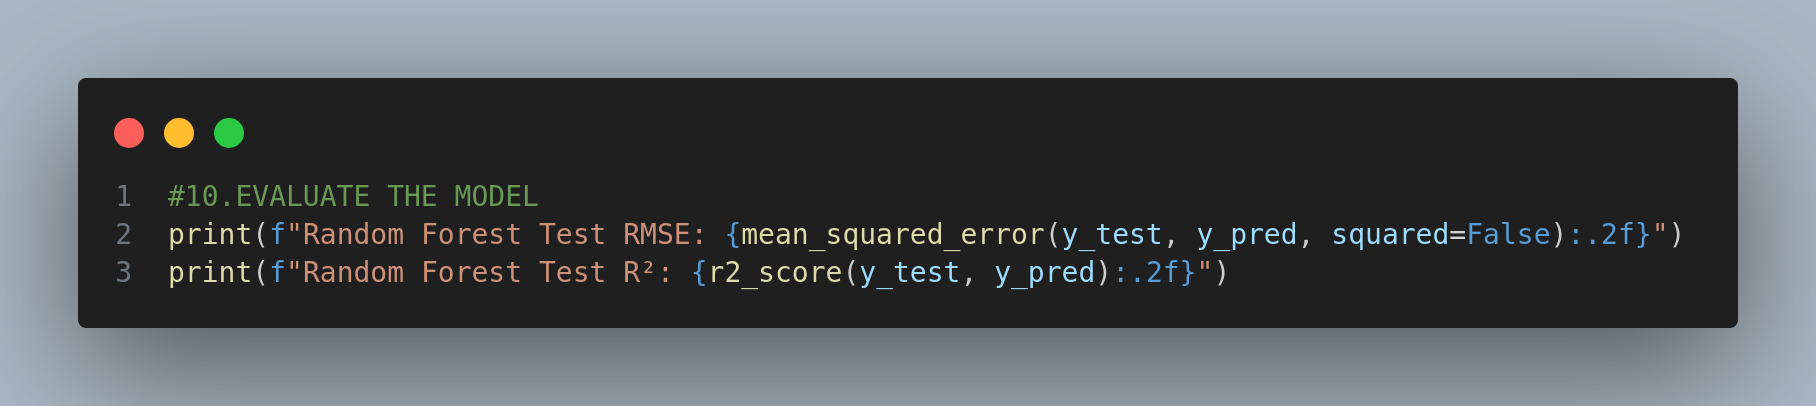 1 #10.EVALUATE THE MODEL
2 print(f"Random Forest Test RMSE: {mean_squared_error(y_test, y_pred, squared=False):.2f}")
3 print(f"Random Forest Test R²: {r2_score(y_test, y_pred):.2f}")